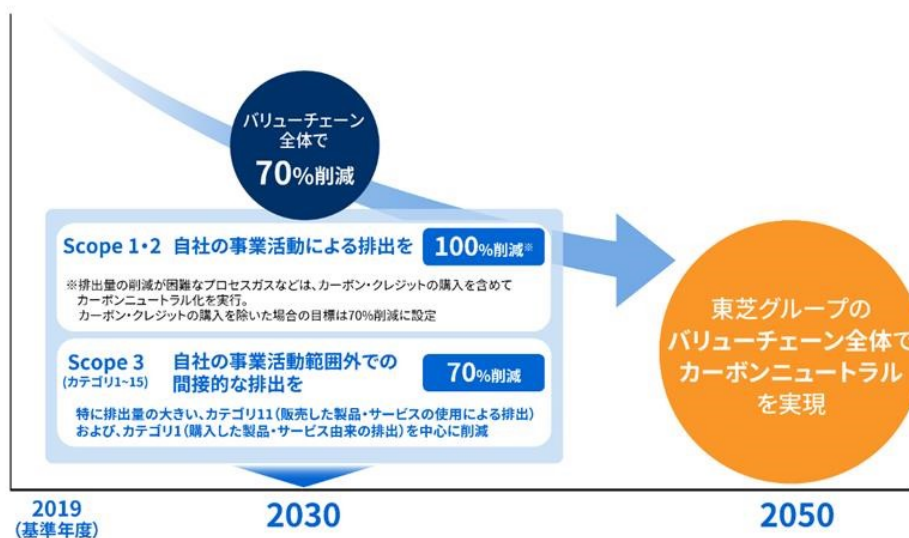 バリューチェーン
全体で
70%削減
Scope 1・2 自社の事業活動による排出を 100%削減※
※排出量の削減が困難なプロセスガスなどは、カーボン・クレジットの購入を含めて
カーボンニュートラル化を実行。
カーボン・クレジットの購入を除いた場合の目標は70%削減に設定
Scope 3
(カテゴリ1~15)
自社の事業活動範囲外での
間接的な排出を
70%削減
特に排出量の大きい、カテゴリ11(販売した製品・サービスの使用による排出)
および、カテゴリ1(購入した製品・サービス由来の排出)を中心に削減
東芝グループの
バリューチェーン全体で
カーボンニュートラル
を実現
2019
(基準年度)
2030
2050